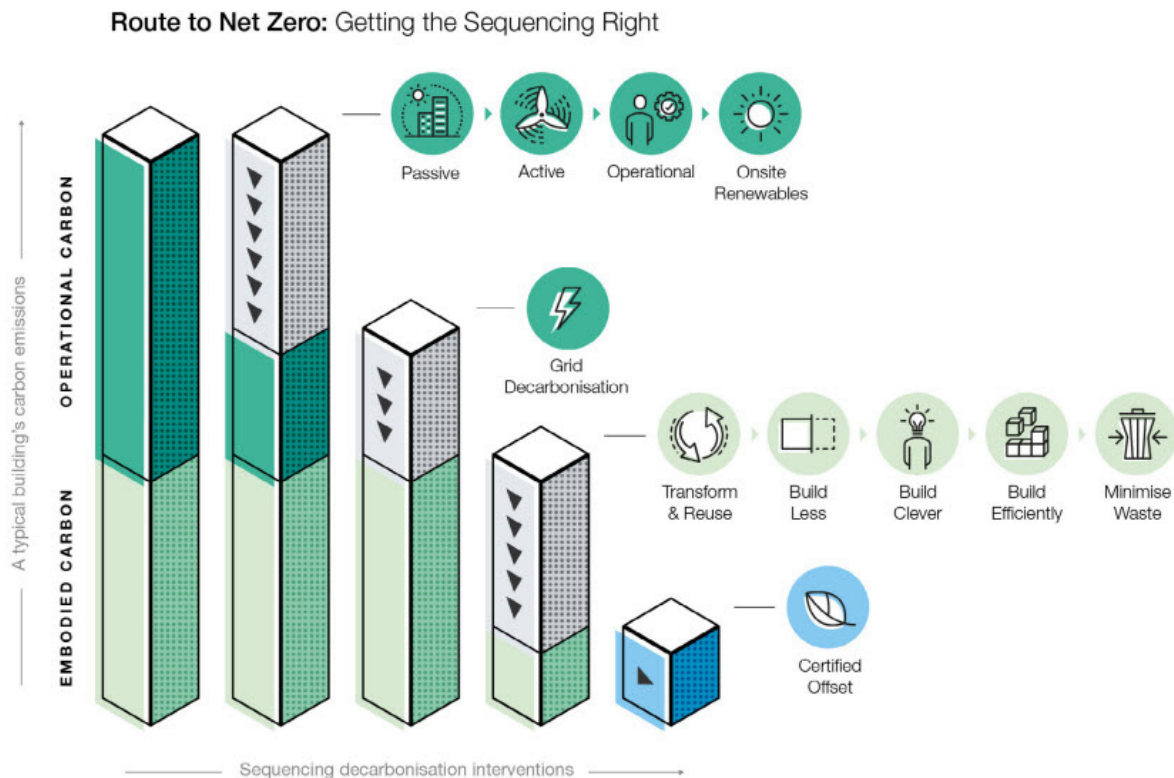 Route to Net Zero: Getting the Sequencing Right
Passive
Active
Operational
Onsite
Renewables
A typical building's carbon emissions
OPERATIONAL CARBON
EMBODIED CARBON
Grid
Decarbonisation
Transform
& Reuse
Build
Less
Build
Clever
Build
Efficiently
Minimise
Waste
Certified
Offset
Sequencing decarbonisation interventions